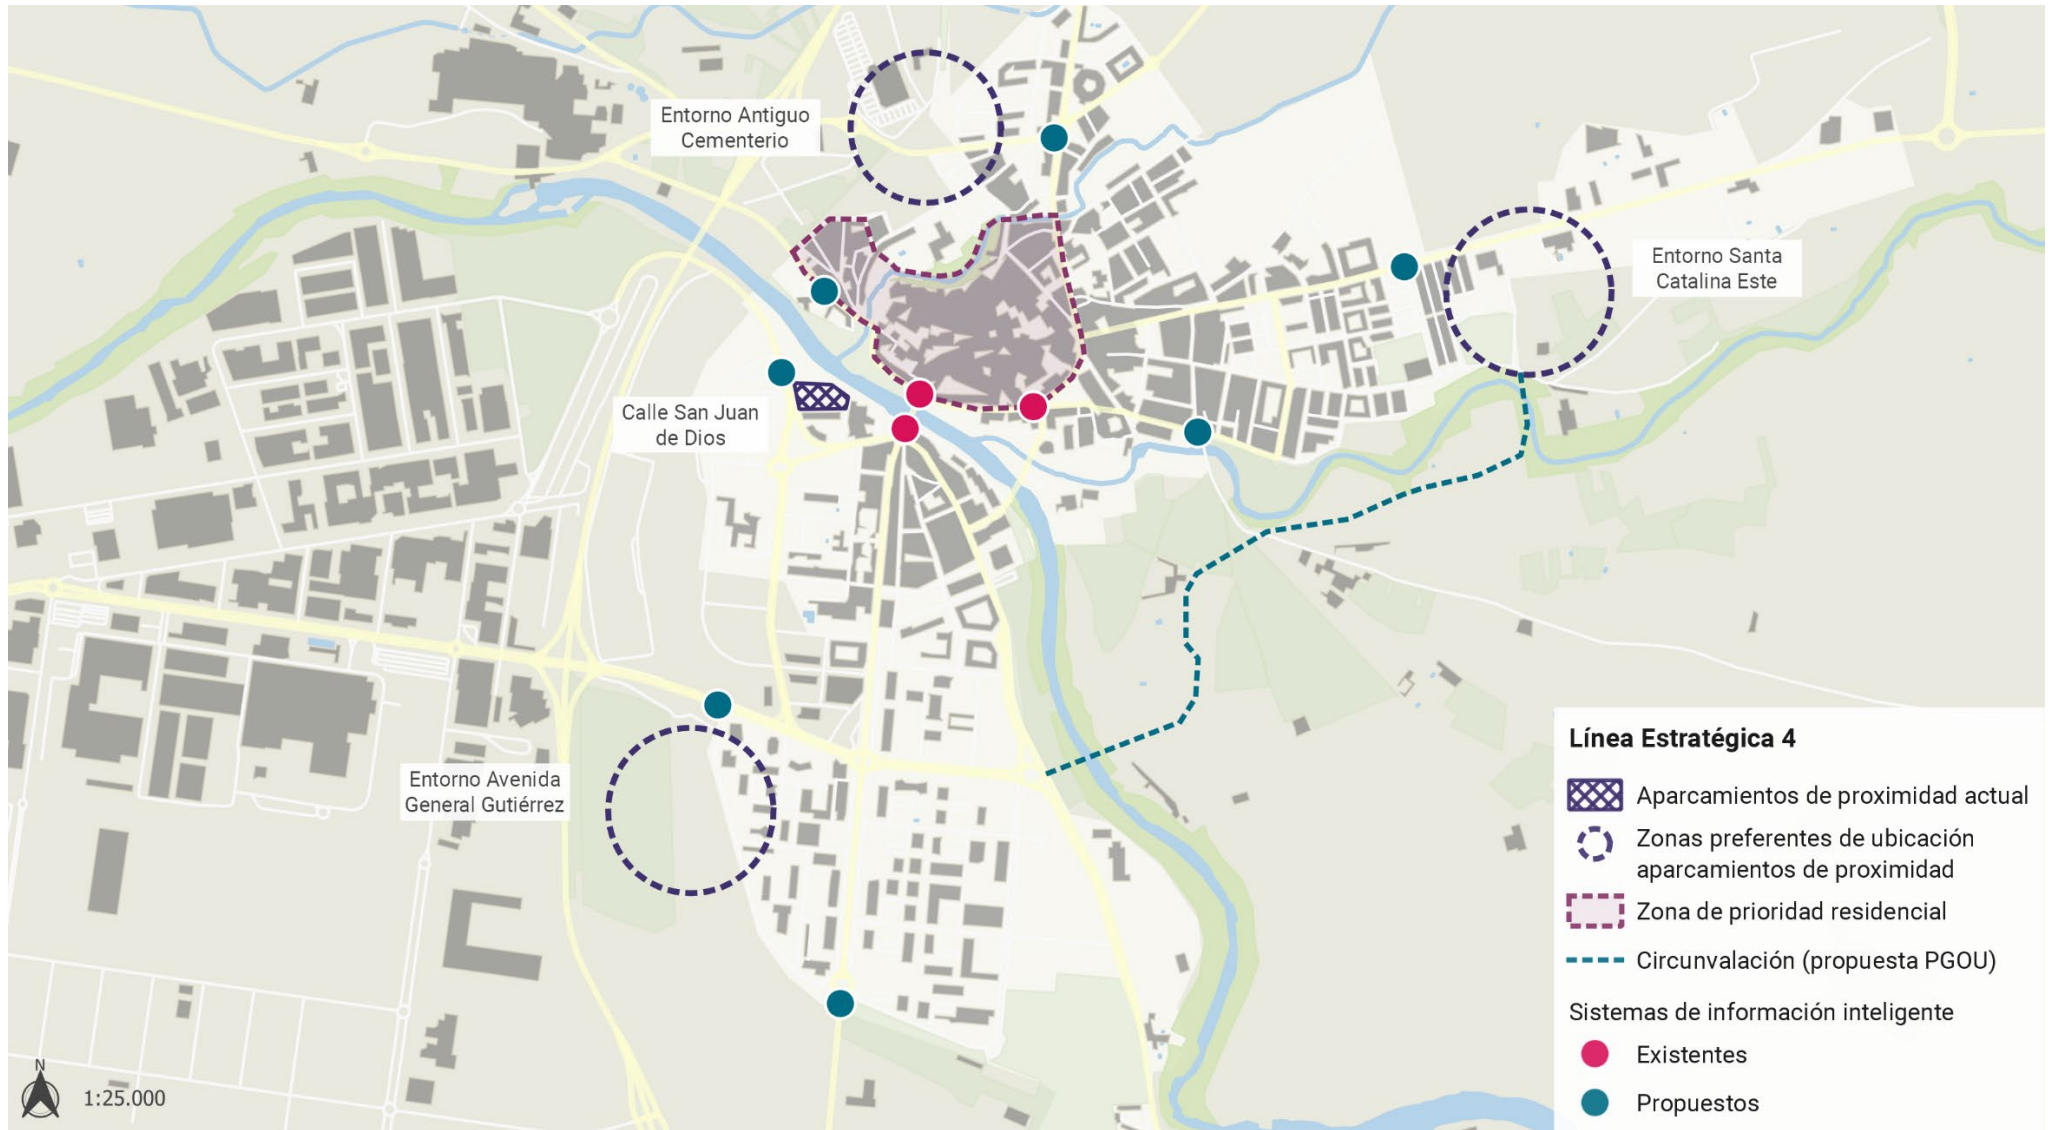 Entorno Antiguo
Cementerio
Entorno Santa
Catalina Este
Calle San Juan
de Dios
Entorno Avenida
General Gutiérrez
Línea Estratégica 4
Aparcamientos de proximidad actual
Zonas preferentes de ubicación
aparcamientos de proximidad
Zona de prioridad residencial
Circunvalación (propuesta PGOU)
Sistemas de información inteligente
Existentes
Propuestos
N
1:25.000